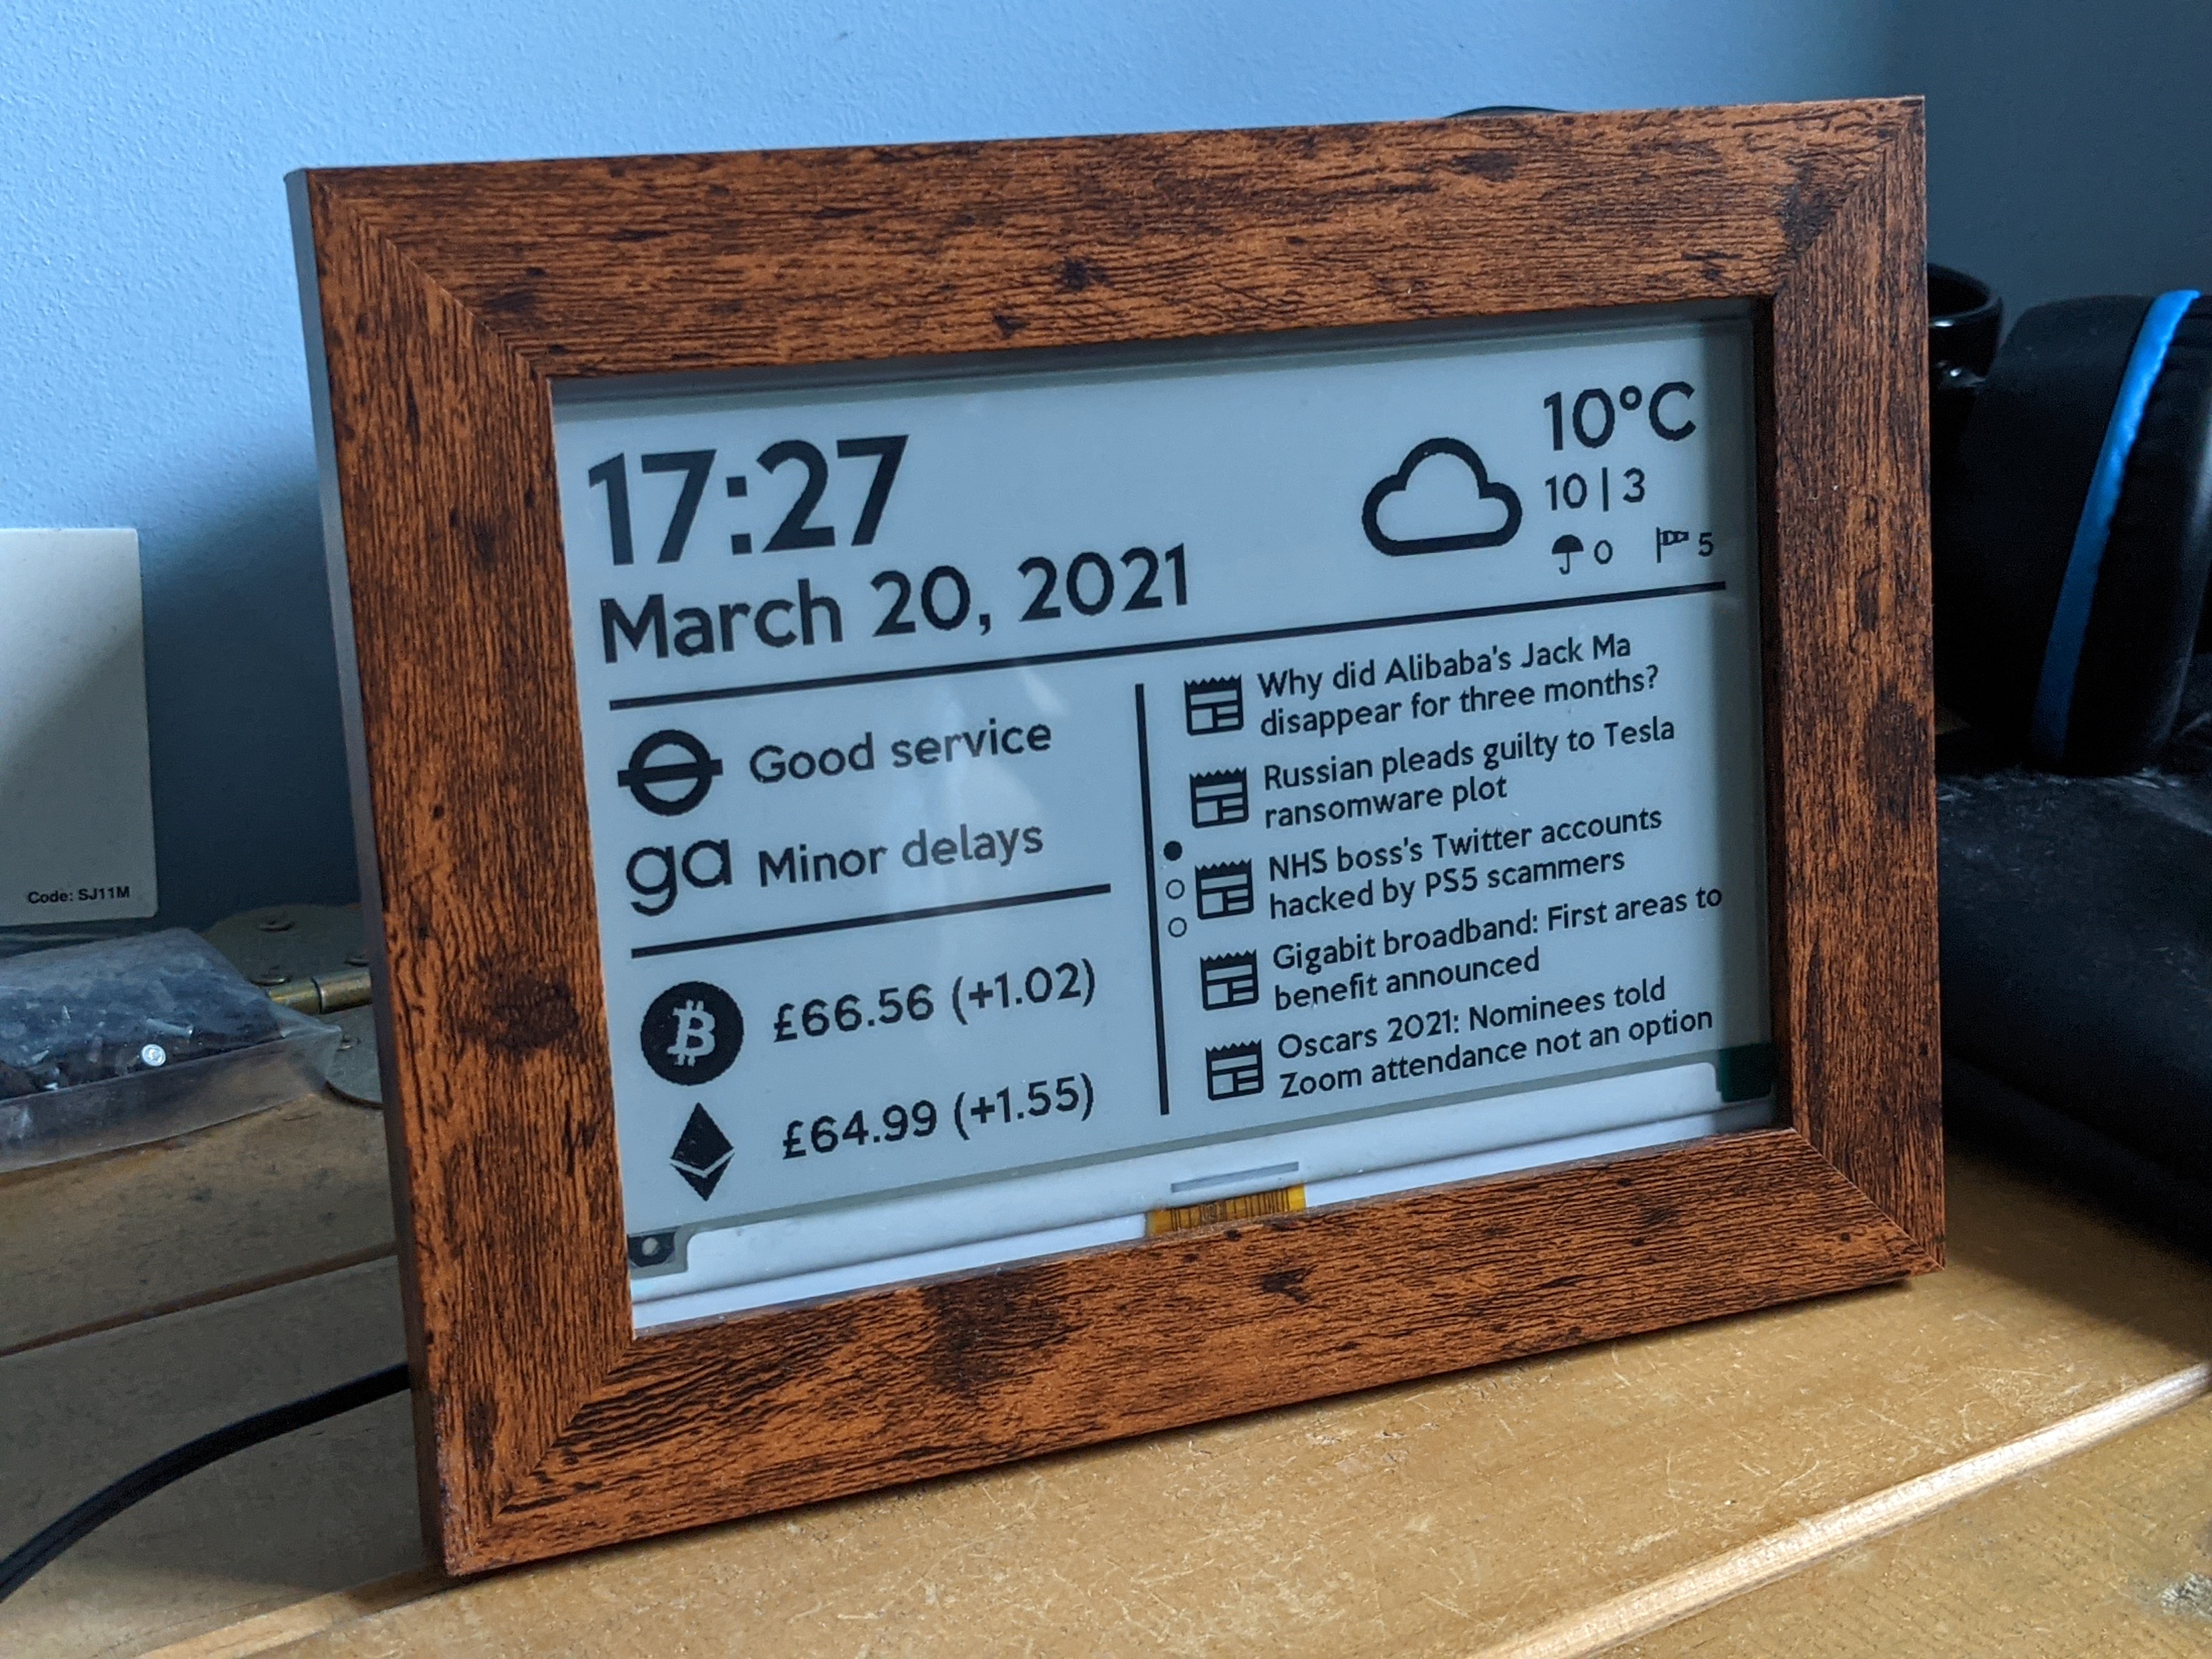 17:27
March 20, 2021
10°C
10 | 3
0 5
Good service
ga Minor delays
£66.56 (+1.02)
£64.99 (+1.55)
Why did Alibaba's Jack Ma
disappear for three months?
Russian pleads guilty to Tesla
ransomware plot
NHS boss's Twitter accounts
hacked by PS5 scammers
Gigabit broadband: First areas to
benefit announced
Oscars 2021: Nominees told
Zoom attendance not an option
Code: SJ11M